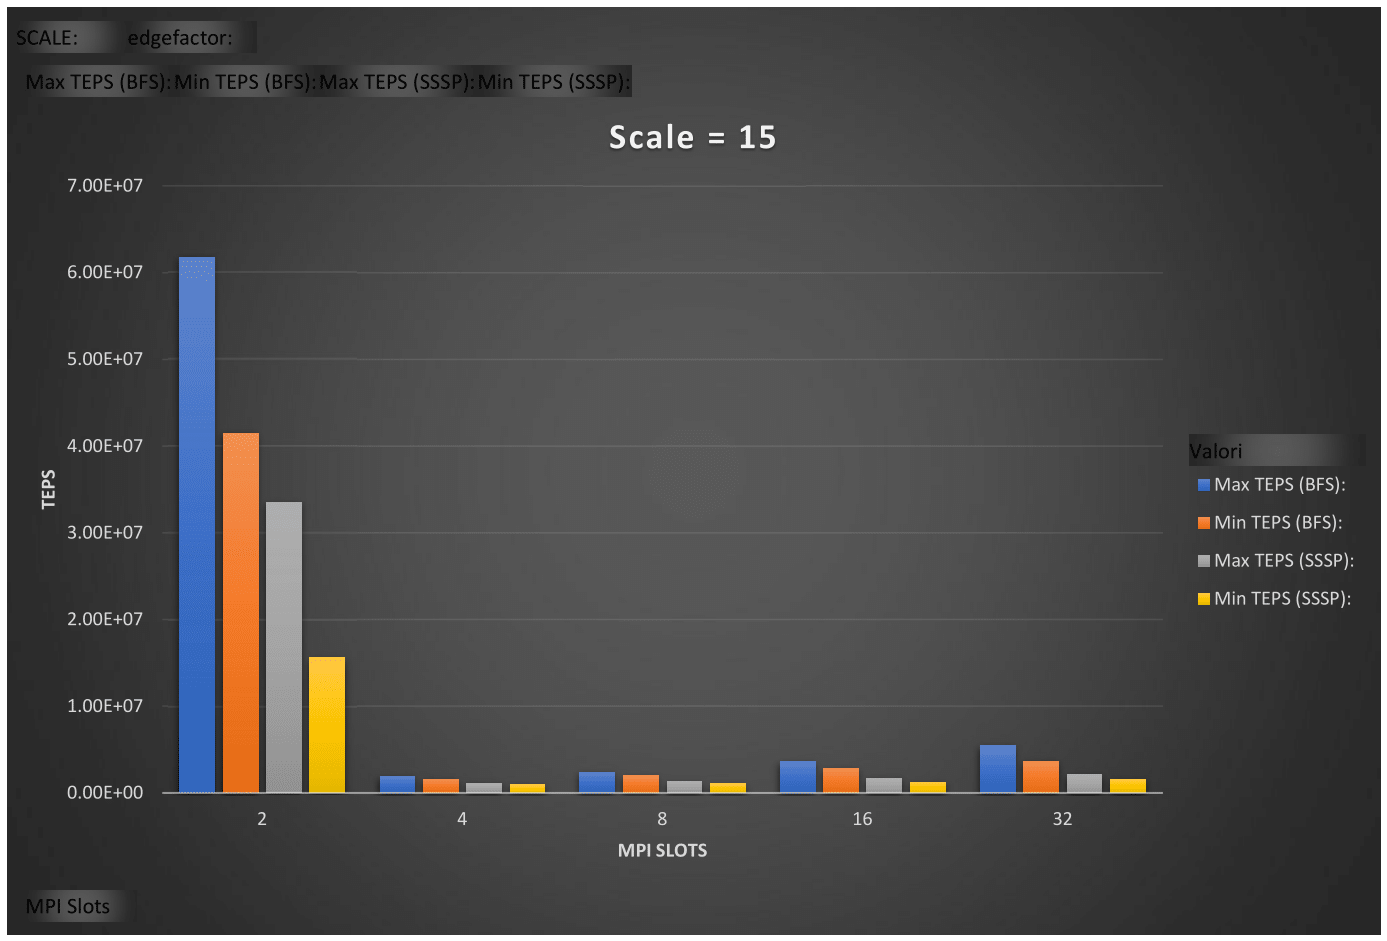 SCALE: edgefactor:
Max TEPS (BFS): Min TEPS (BFS): Max TEPS (SSSP): Min TEPS (SSSP):
Scale = 15
7.00E+07
6.00E+07
5.00E+07
4.00E+07
3.00E+07
2.00E+07
1.00E+07
0.00E+00
TEPS
2 4 8 16 32
MPI SLOTS
Valori
Max TEPS (BFS):
Min TEPS (BFS):
Max TEPS (SSSP):
Min TEPS (SSSP):
MPI Slots